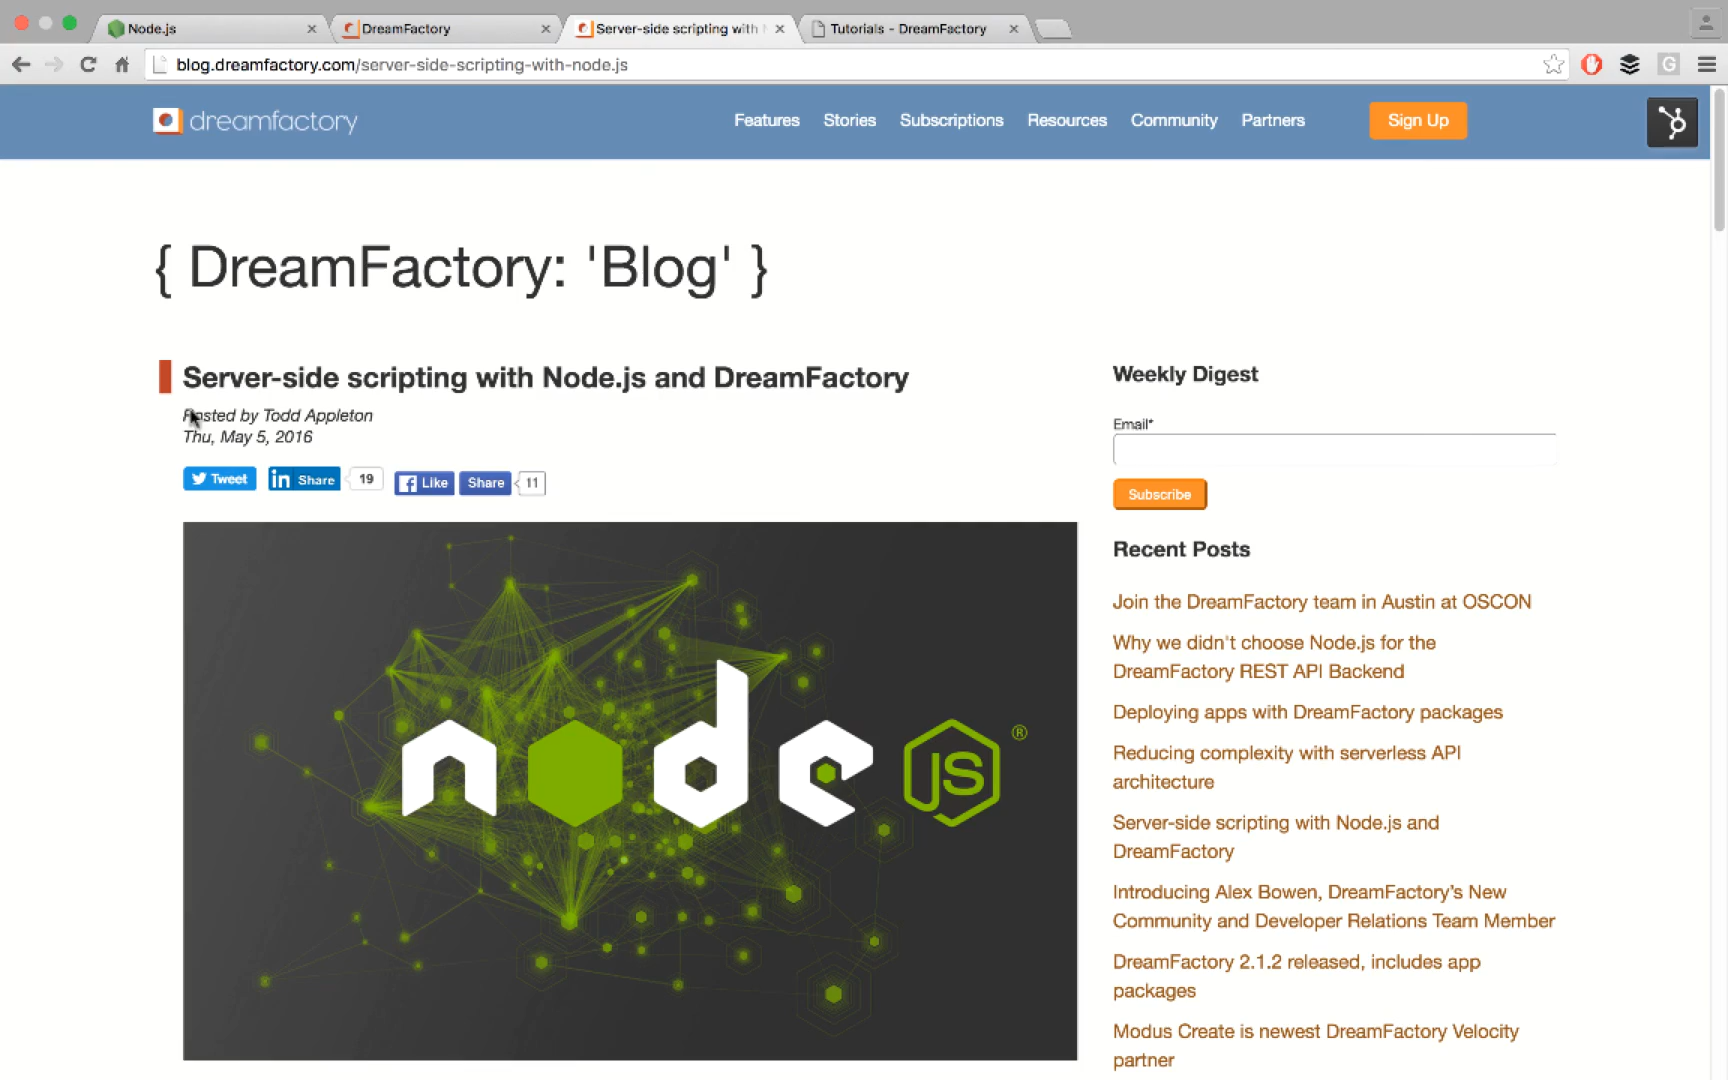 Node.js
DreamFactory
Server-side scripting with
Tutorials - DreamFactory
blog.dreamfactory.com/server-side-scripting-with-node.js
G
dreamfactory
Features
Stories
Subscriptions
Resources
Community
Partners
Sign Up
{ DreamFactory: 'Blog' }
Server-side scripting with Node.js and DreamFactory
Posted by Todd Appleton
Thu, May 5, 2016
Tweet
in Share
19
f Like
Share
11
node JS ®
Weekly Digest
Email*
Subscribe
Recent Posts
Join the DreamFactory team in Austin at OSCON
Why we didn't choose Node.js for the
DreamFactory REST API Backend
Deploying apps with DreamFactory packages
Reducing complexity with serverless API
architecture
Server-side scripting with Node.js and
DreamFactory
Introducing Alex Bowen, DreamFactory's New
Community and Developer Relations Team Member
DreamFactory 2.1.2 released, includes app
packages
Modus Create is newest DreamFactory Velocity
partner